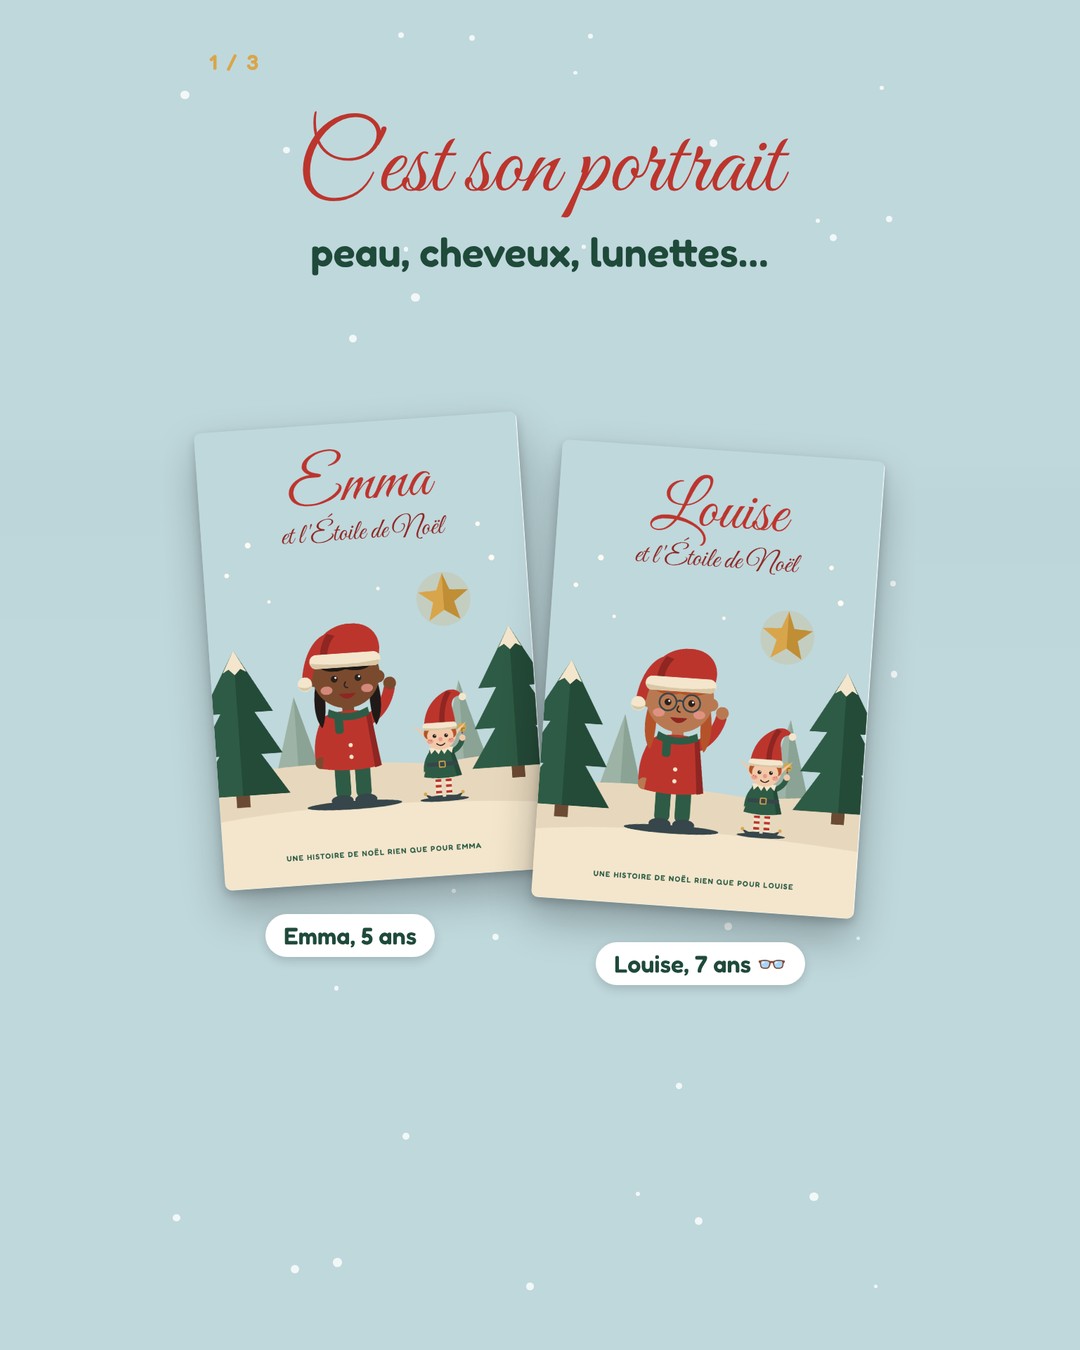 1 / 3
C'est son portrait
peau, cheveux, lunettes...
Emma
et l'Étoile de Noël
UNE HISTOIRE DE NOËL RIEN QUE POUR EMMA
Emma, 5 ans
Louise
et l'Étoile de Noël
UNE HISTOIRE DE NOËL RIEN QUE POUR LOUISE
Louise, 7 ans 👓